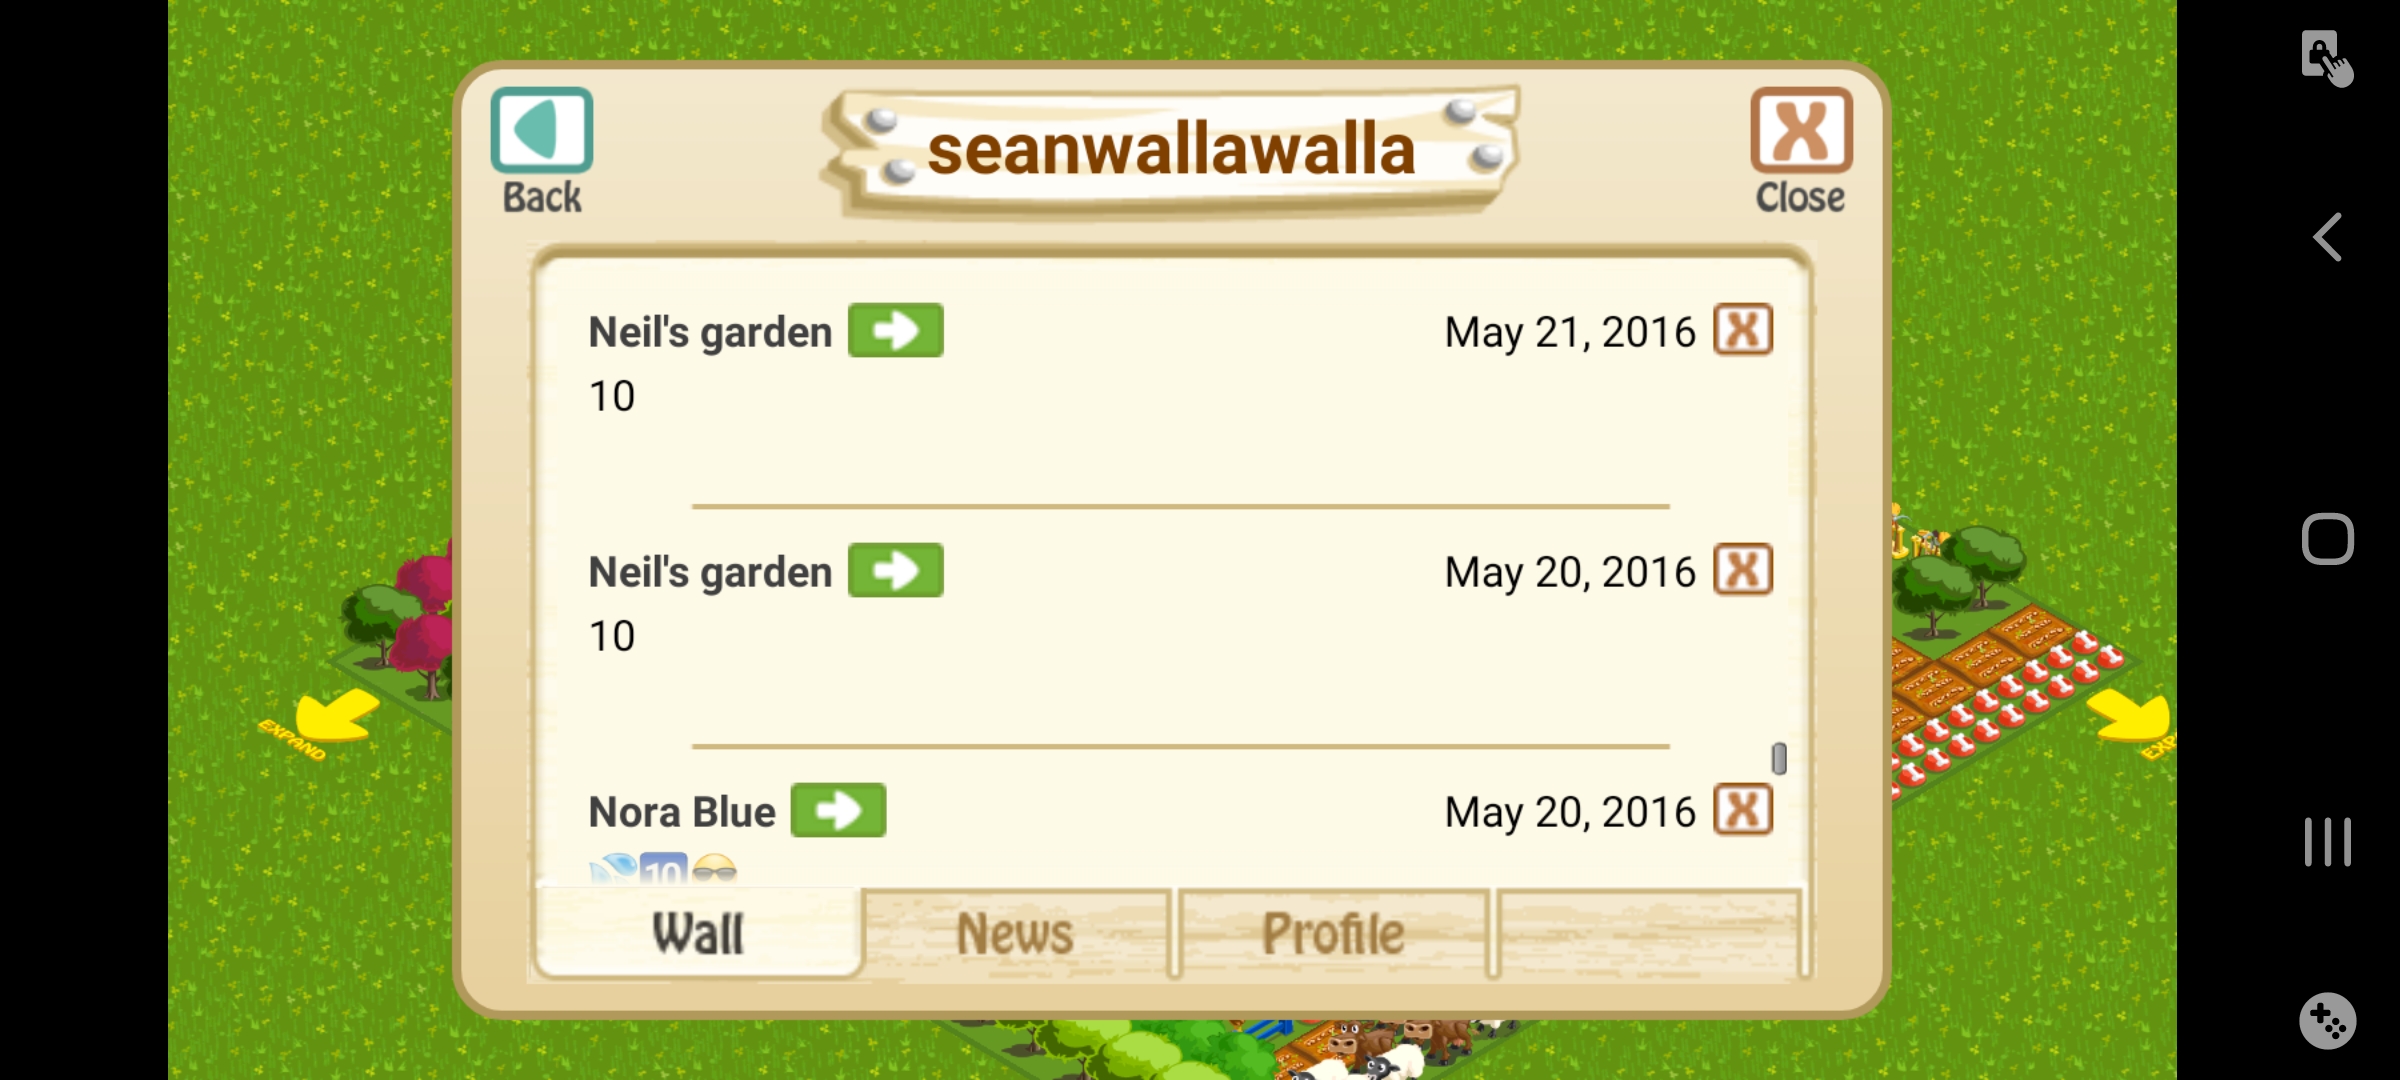 seanwallawalla
Back
Close
Neil's garden May 21, 2016
10
Neil's garden May 20, 2016
10
Nora Blue May 20, 2016
💦🔟😎
Wall News Profile
EXPAND
EXP